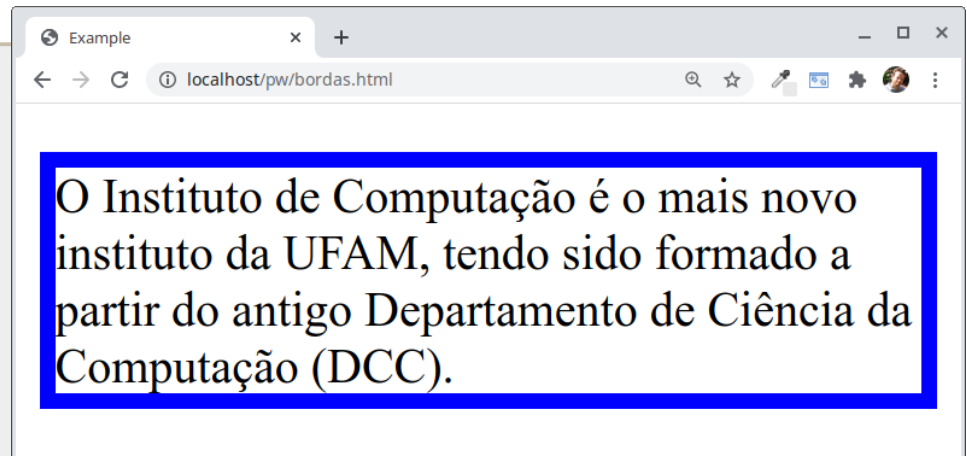 Example
localhost/pw/bordas.html
O Instituto de Computação é o mais novo
instituto da UFAM, tendo sido formado a
partir do antigo Departamento de Ciência da
Computação (DCC).